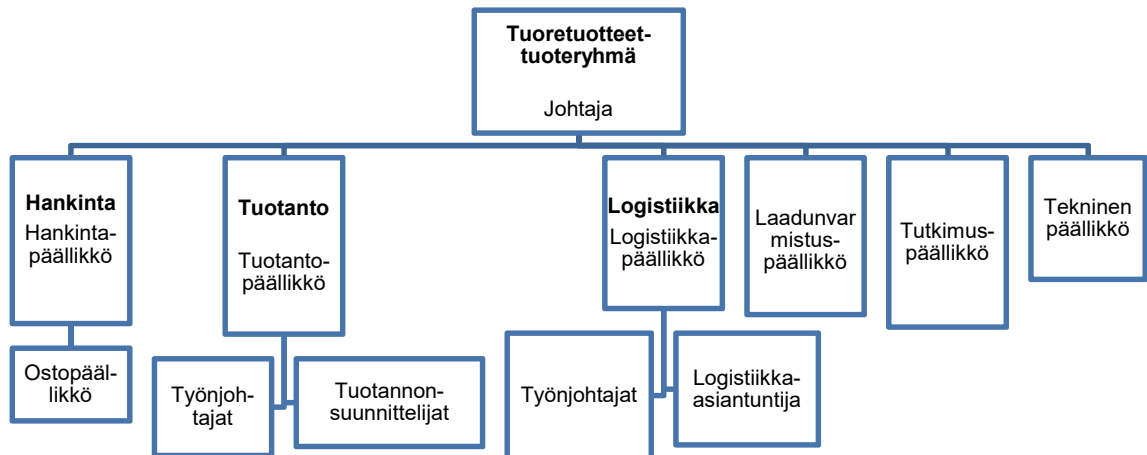 Tuoretuotteet-
tuoteryhmä
Johtaja
Hankinta
Hankinta-
päällikkö
Tuotanto
Tuotanto-
päällikkö
Logistiikka
Logistiikka-
päällikkö
Laadunvar
mistus-
päällikkö
Tutkimus-
päällikkö
Tekninen
päällikkö
Ostopääl-
likkö
Työnjoh-
tajat
Tuotannon-
suunnittelijat
Työnjohtajat
Logistiikka-
asiantuntija